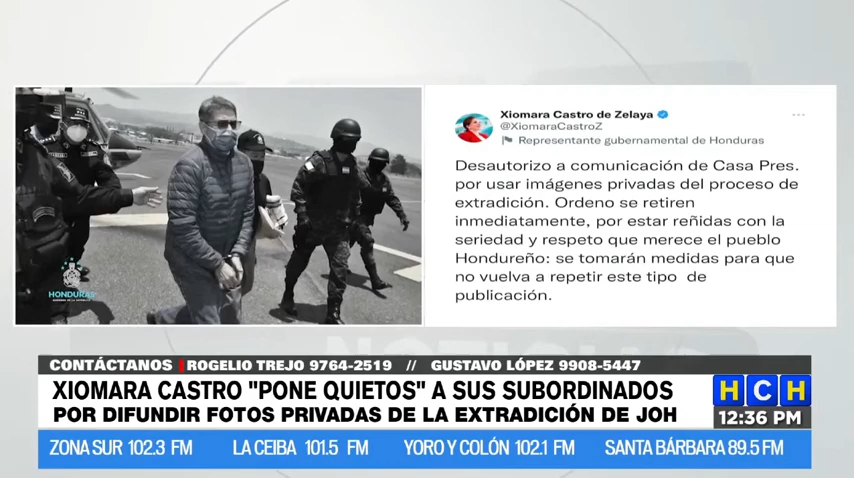 Xiomara Castro de Zelaya
@XiomaraCastroZ
Representante gubernamental de Honduras
Desautorizo a comunicación de Casa Pres.
por usar imágenes privadas del proceso de
extradición. Ordeno se retiren
inmediatamente, por estar reñidas con la
seriedad y respeto que merece el pueblo
Hondureño: se tomarán medidas para que
no vuelva a repetir este tipo de
publicación.
HONDURAS
CONTÁCTANOS | ROGELIO TREJO 9764-2519 // GUSTAVO LÓPEZ 9908-5447
XIOMARA CASTRO "PONE QUIETOS" A SUS SUBORDINADOS
POR DIFUNDIR FOTOS PRIVADAS DE LA EXTRADICIÓN DE JOH
HCH
12:36 PM
ZONA SUR 102.3 FM LA CEIBA 101.5 FM YORO Y COLÓN 102.1 FM SANTA BÁRBARA 89.5 FM